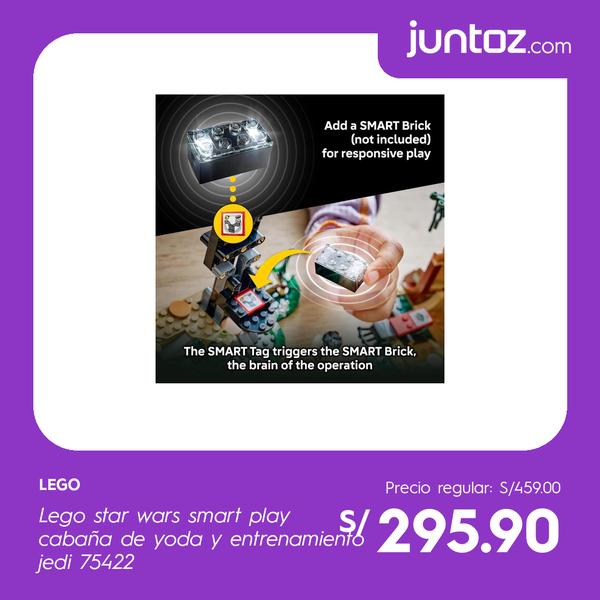 juntoz.com
Add a SMART Brick
(not included)
for responsive play
The SMART Tag triggers the SMART Brick,
the brain of the operation
LEGO
Precio regular: S/459.00
Lego star wars smart play
cabaña de yoda y entrenamiento
jedi 75422
S/ 295.90